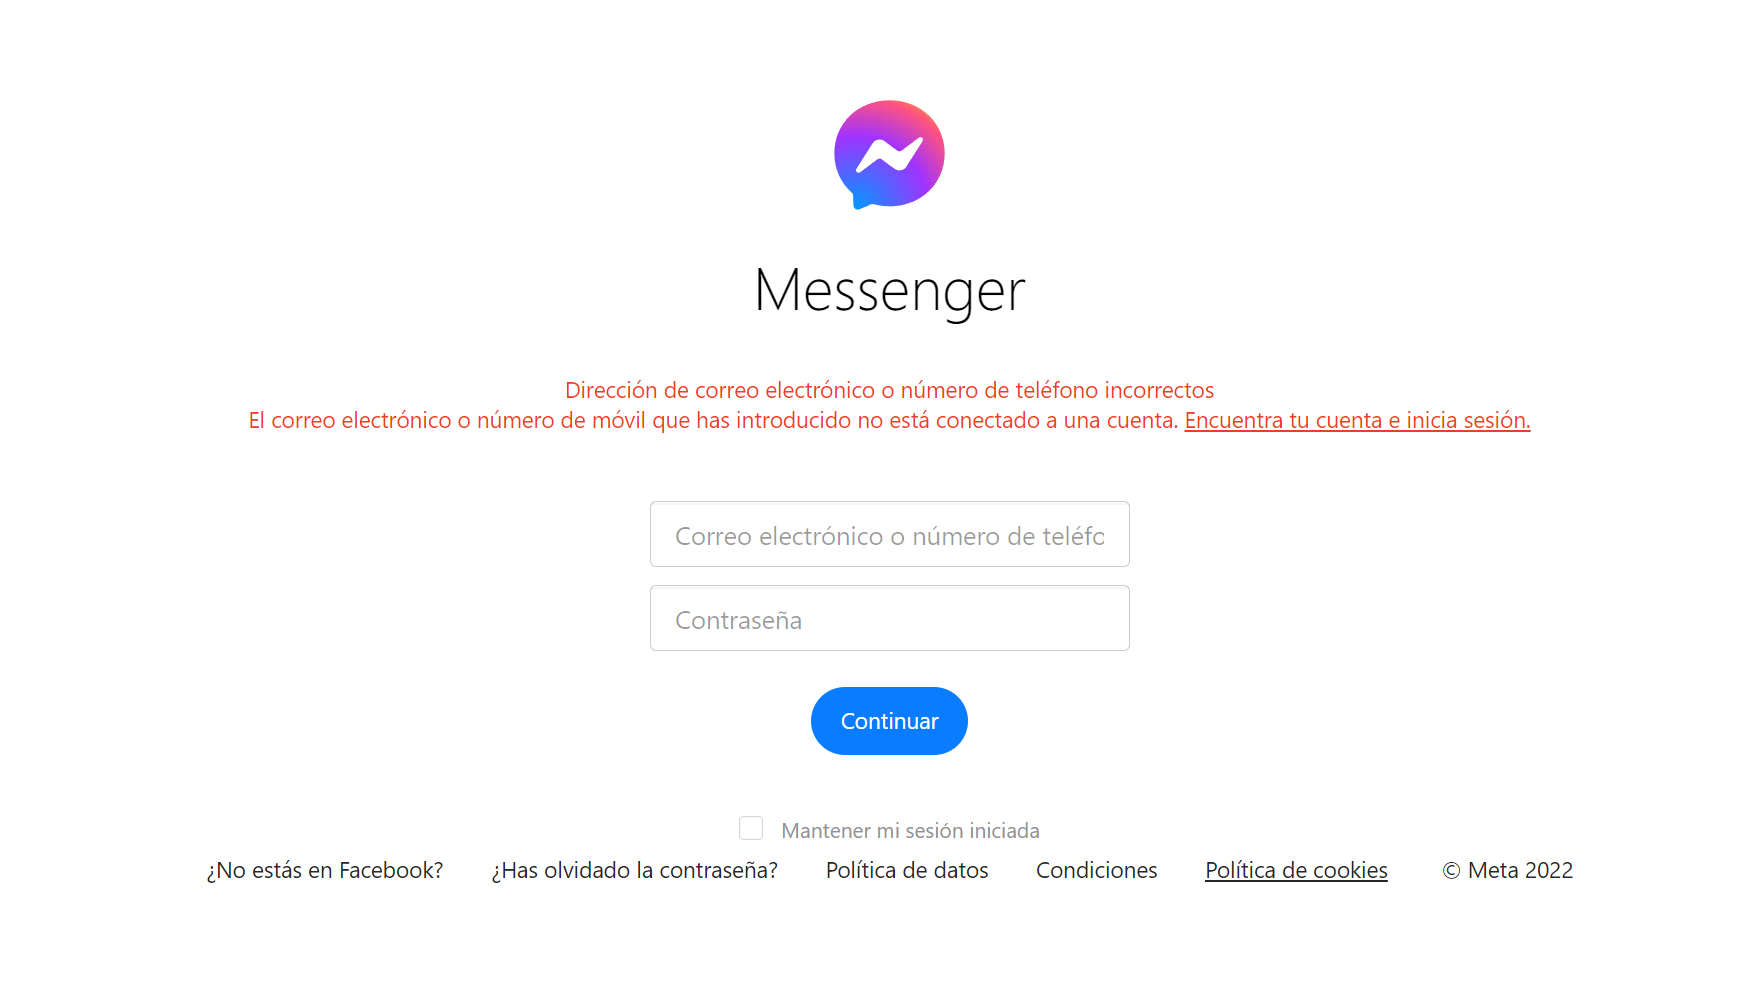 Messenger
Dirección de correo electrónico o número de teléfono incorrectos
El correo electrónico o número de móvil que has introducido no está conectado a una cuenta. Encuentra tu cuenta e inicia sesión.
Correo electrónico o número de teléfo
Contraseña
Continuar
Mantener mi sesión iniciada
¿No estás en Facebook? ¿Has olvidado la contraseña? Política de datos Condiciones Política de cookies © Meta 2022